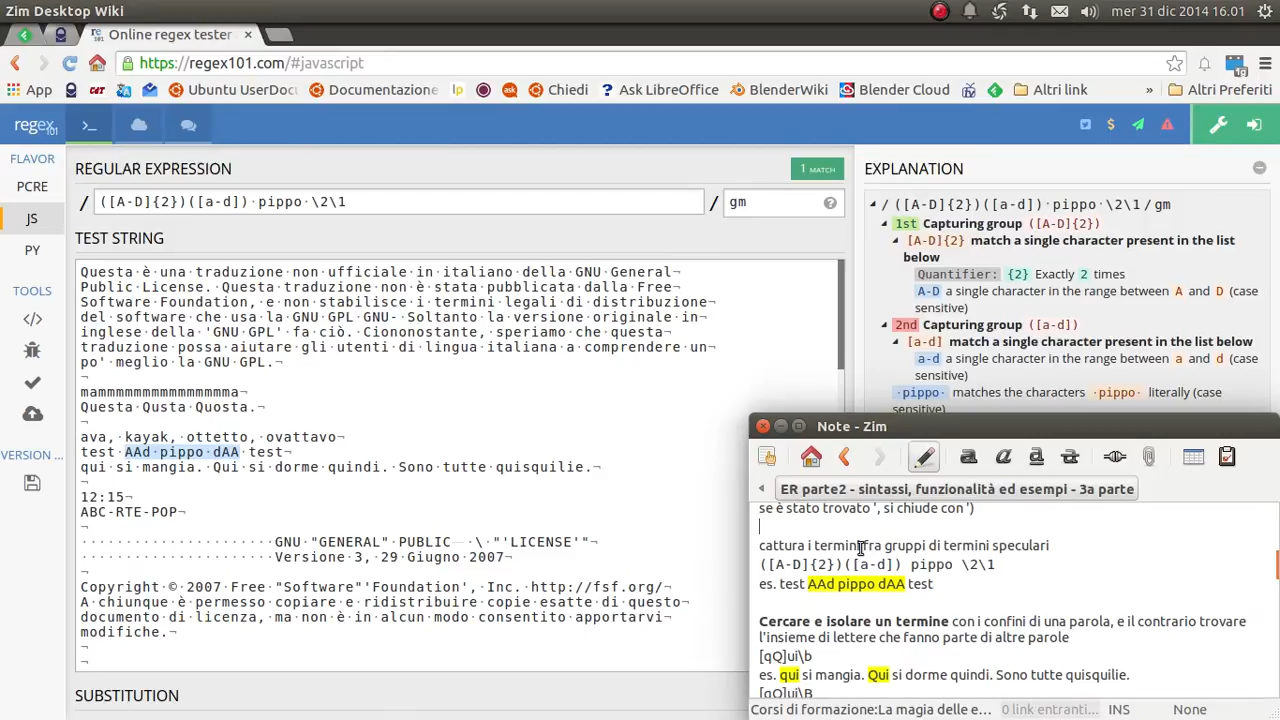 Zim Desktop Wiki
mer 31 dic 2014 16.01
Online regex tester
https://regex101.com/#javascript
App
Ubuntu UserDocu
Documentazione
Chiedi
Ask LibreOffice
BlenderWiki
Blender Cloud
Altri link
»
Altri Preferiti
regex101
FLAVOR
PCRE
JS
PY
TOOLS
VERSION ...
REGULAR EXPRESSION
1 MATCH
/ ([A-D]{2})([a-d])·pippo·\2\1 / gm
TEST STRING
Questa·è·una·traduzione·non·ufficiale·in·italiano·della·GNU·General¬
Public·License.·Questa·traduzione·non·è·stata·pubblicata·dalla·Free¬
Software·Foundation,·e·non·stabilisce·i·termini·legali·di·distribuzione¬
del·software·che·usa·la·GNU·GPL·GNU-·Soltanto·la·versione·originale·in¬
inglese·della·'GNU·GPL'·fa·ciò.·Ciononostante,·speriamo·che·questa¬
traduzione·possa·aiutare·gli·utenti·di·lingua·italiana·a·comprendere·un¬
po'·meglio·la·GNU·GPL.¬
¬
mammmmmmmmmmmmmmma¬
Questa·Qusta·Quosta.¬
¬
ava,·kayak,·ottetto,·ovattavo¬
test·AAd·pippo·dAA·test¬
qui·si·mangia.·Qui·si·dorme·quindi.·Sono·tutte·quisquilie.¬
¬
12:15¬
ABC-RTE-POP¬
¬
GNU·"GENERAL"·PUBLIC \·"'LICENSE'"¬
Versione·3,·29·Giugno·2007¬
¬
Copyright·©·2007·Free·"Software"'Foundation',·Inc.·http://fsf.org/¬
A·chiunque·è·permesso·copiare·e·ridistribuire·copie·esatte·di·questo¬
documento·di·licenza,·ma·non·è·in·alcun·modo·consentito·apportarvi¬
modifiche.¬
¬
¬
SUBSTITUTION
EXPLANATION
/ ([A-D]{2})([a-d])·pippo·\2\1 / gm
1st Capturing group ([A-D]{2})
[A-D]{2} match a single character present in the list
below
Quantifier: {2} Exactly 2 times
A-D a single character in the range between A and D (case
sensitive)
2nd Capturing group ([a-d])
[a-d] match a single character present in the list below
a-d a single character in the range between a and d (case
sensitive)
·pippo· matches the characters ·pippo· literally (case
sensitive)
Note - Zim
ER parte2 - sintassi, funzionalità ed esempi - 3a parte
se è stato trovato ', si chiude con ')
cattura i termini fra gruppi di termini speculari
([A-D]{2})([a-d]) pippo \2\1
es. test AAd pippo dAA test
Cercare e isolare un termine con i confini di una parola, e il contrario trovare
l'insieme di lettere che fanno parte di altre parole
[qQ]ui\b
es. qui si mangia. Qui si dorme quindi. Sono tutte quisquilie.
[qQ]ui\B
Corsi di formazione:La magia delle e...
0 link entranti...
INS
None